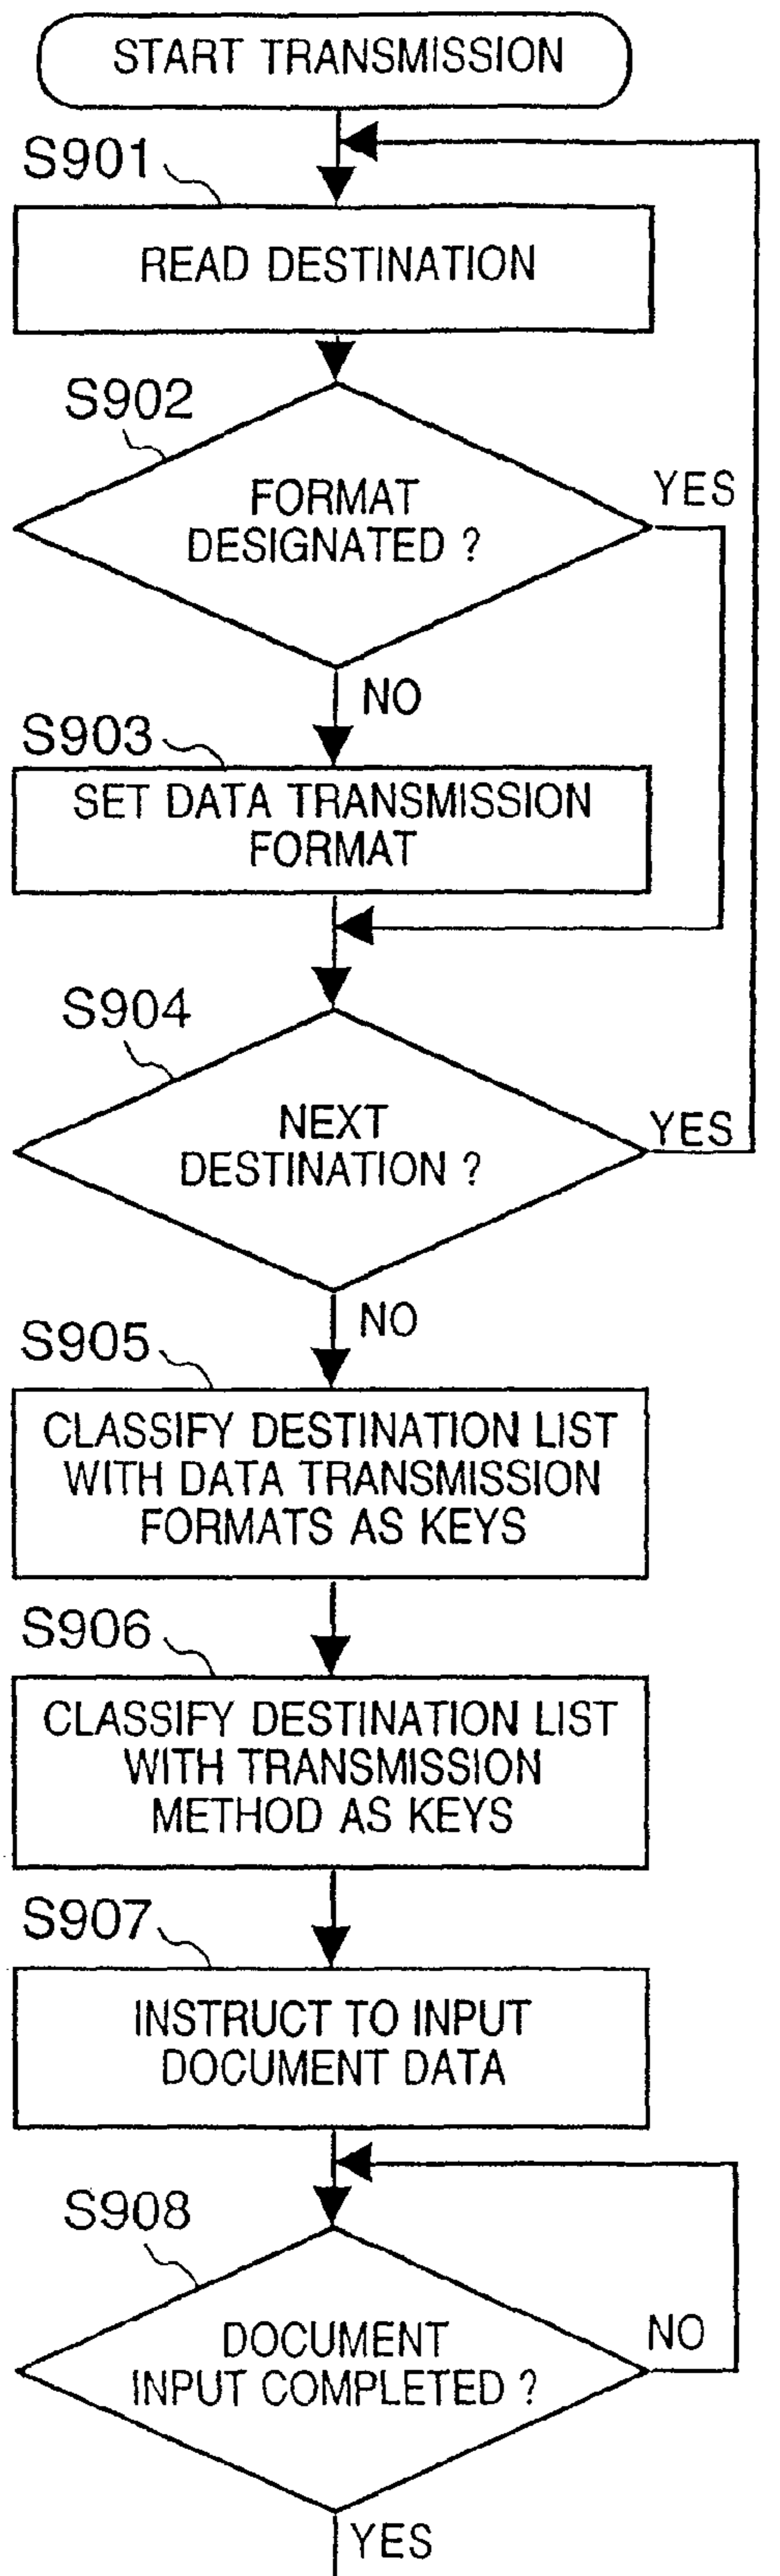 START TRANSMISSION
S901
READ DESTINATION
S902
FORMAT
DESIGNATED ?
YES
NO
S903
SET DATA TRANSMISSION
FORMAT
S904
NEXT
DESTINATION ?
YES
NO
S905
CLASSIFY DESTINATION LIST
WITH DATA TRANSMISSION
FORMATS AS KEYS
S906
CLASSIFY DESTINATION LIST
WITH TRANSMISSION
METHOD AS KEYS
S907
INSTRUCT TO INPUT
DOCUMENT DATA
S908
DOCUMENT
INPUT COMPLETED ?
NO
YES